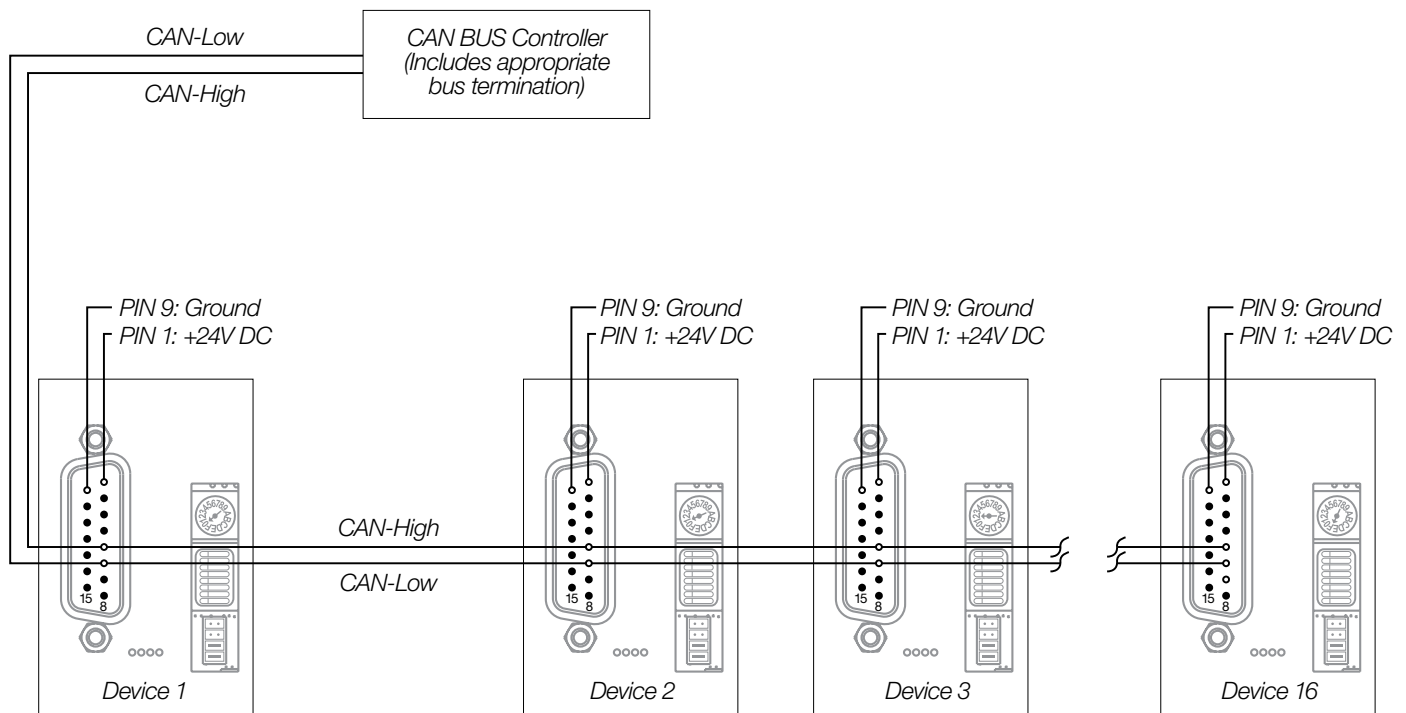 CAN-Low
CAN-High
CAN BUS Controller
(Includes appropriate
bus termination)
PIN 9: Ground
PIN 1: +24V DC
PIN 9: Ground
PIN 1: +24V DC
PIN 9: Ground
PIN 1: +24V DC
PIN 9: Ground
PIN 1: +24V DC
CAN-High
CAN-Low
15
8
15
8
15
8
15
8
Device 1
Device 2
Device 3
Device 16